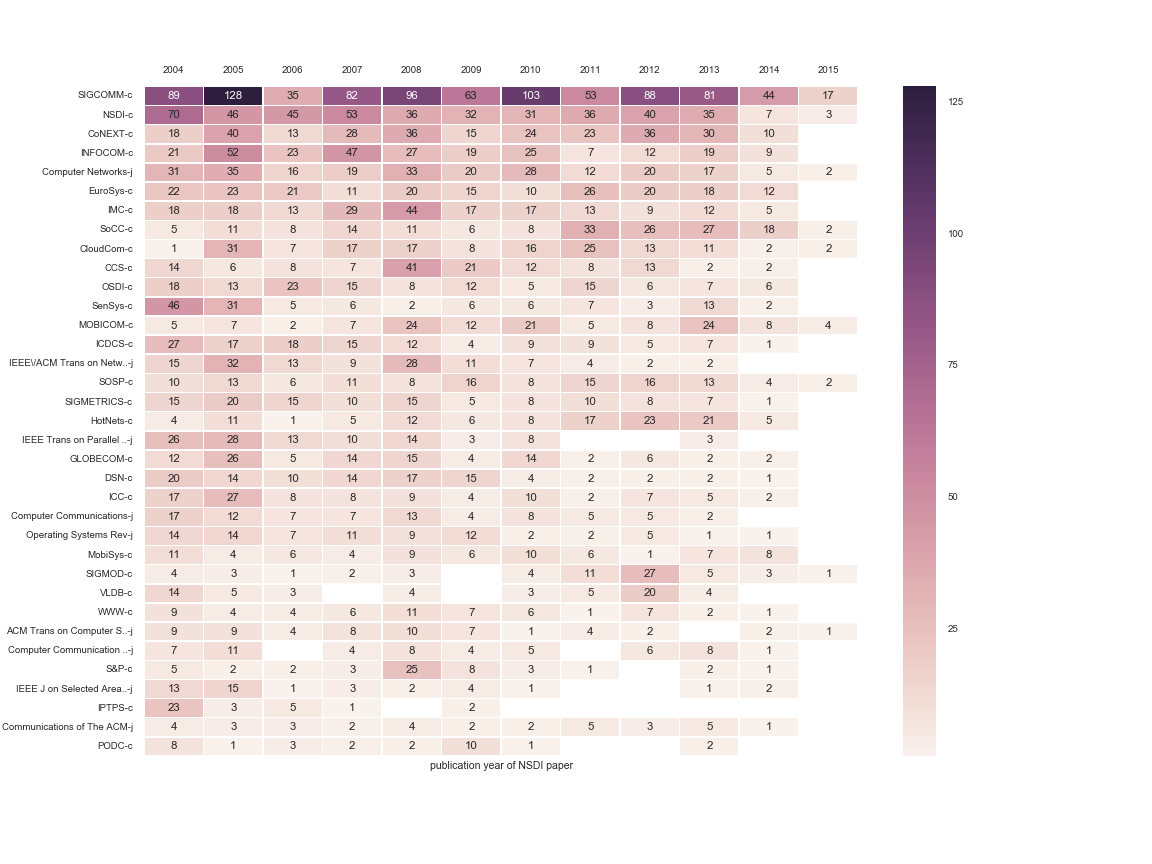 2004 2005 2006 2007 2008 2009 2010 2011 2012 2013 2014 2015
SIGCOMM-c 89 128 35 82 96 63 103 53 88 81 44 17
NSDI-c 70 46 45 53 36 32 31 36 40 35 7 3
CoNEXT-c 18 40 13 28 36 15 24 23 36 30 10
INFOCOM-c 21 52 23 47 27 19 25 7 12 19 9
Computer Networks-j 31 35 16 19 33 20 28 12 20 17 5 2
EuroSys-c 22 23 21 11 20 15 10 26 20 18 12
IMC-c 18 18 13 29 44 17 17 13 9 12 5
SoCC-c 5 11 8 14 11 6 8 33 26 27 18 2
CloudCom-c 1 31 7 17 17 8 16 25 13 11 2 2
CCS-c 14 6 8 7 41 21 12 8 13 2 2
OSDI-c 18 13 23 15 8 12 5 15 6 7 6
SenSys-c 46 31 5 6 2 6 6 7 3 13 2
MOBICOM-c 5 7 2 7 24 12 21 5 8 24 8 4
ICDCS-c 27 17 18 15 12 4 9 9 5 7 1
IEEE\/ACM Trans on Netw..-j 15 32 13 9 28 11 7 4 2 2
SOSP-c 10 13 6 11 8 16 8 15 16 13 4 2
SIGMETRICS-c 15 20 15 10 15 5 8 10 8 7 1
HotNets-c 4 11 1 5 12 6 8 17 23 21 5
IEEE Trans on Parallel ..-j 26 28 13 10 14 3 8 3
GLOBECOM-c 12 26 5 14 15 4 14 2 6 2 2
DSN-c 20 14 10 14 17 15 4 2 2 2 1
ICC-c 17 27 8 8 9 4 10 2 7 5 2
Computer Communications-j 17 12 7 7 13 4 8 5 5 2
Operating Systems Rev-j 14 14 7 11 9 12 2 2 5 1 1
MobiSys-c 11 4 6 4 9 6 10 6 1 7 8
SIGMOD-c 4 3 1 2 3 4 11 27 5 3 1
VLDB-c 14 5 3 4 3 5 20 4
WWW-c 9 4 4 6 11 7 6 1 7 2 1
ACM Trans on Computer S..-j 9 9 4 8 10 7 1 4 2 2 1
Computer Communication ..-j 7 11 4 8 4 5 6 8 1
S&P-c 5 2 2 3 25 8 3 1 2 1
IEEE J on Selected Area..-j 13 15 1 3 2 4 1 1 2
IPTPS-c 23 3 5 1 2
Communications of The ACM-j 4 3 3 2 4 2 2 5 3 5 1
PODC-c 8 1 3 2 2 10 1 2
publication year of NSDI paper
125
100
75
50
25